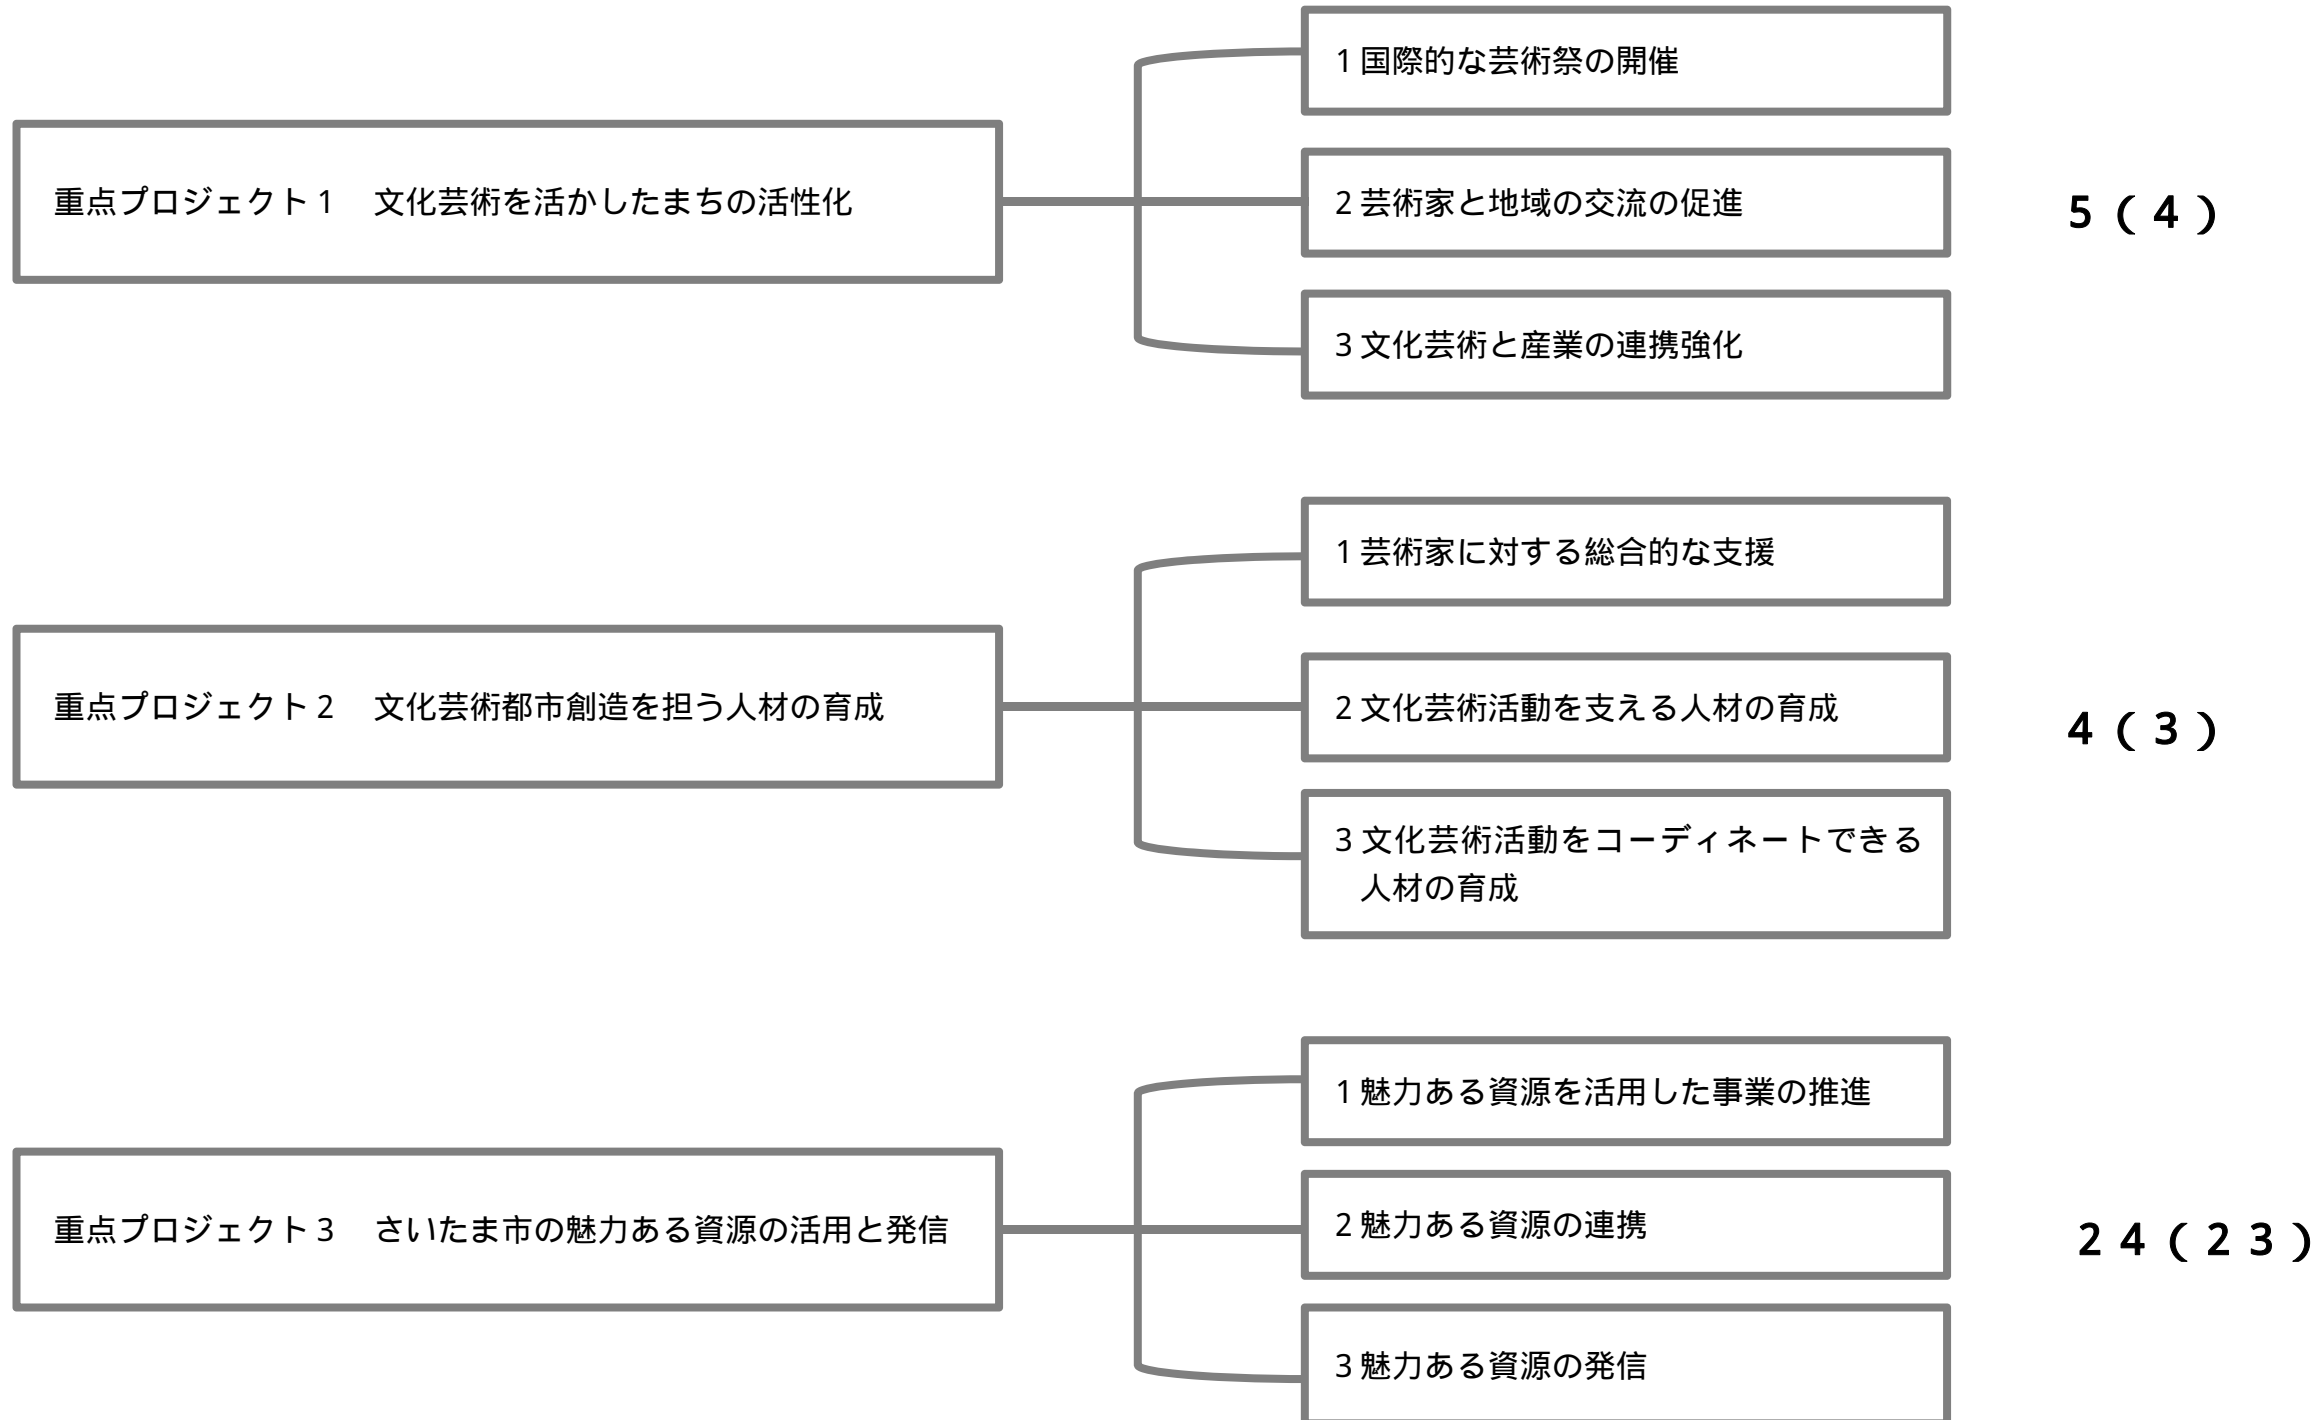 1 国際的な芸術祭の開催
重点プロジェクト 1　文化芸術を活かしたまちの活性化
2 芸術家と地域の交流の促進
5（4）
3 文化芸術と産業の連携強化
1 芸術家に対する総合的な支援
重点プロジェクト 2　文化芸術都市創造を担う人材の育成
2 文化芸術活動を支える人材の育成
4（3）
3 文化芸術活動をコーディネートできる
人材の育成
1 魅力ある資源を活用した事業の推進
重点プロジェクト 3　さいたま市の魅力ある資源の活用と発信
2 魅力ある資源の連携
24（23）
3 魅力ある資源の発信